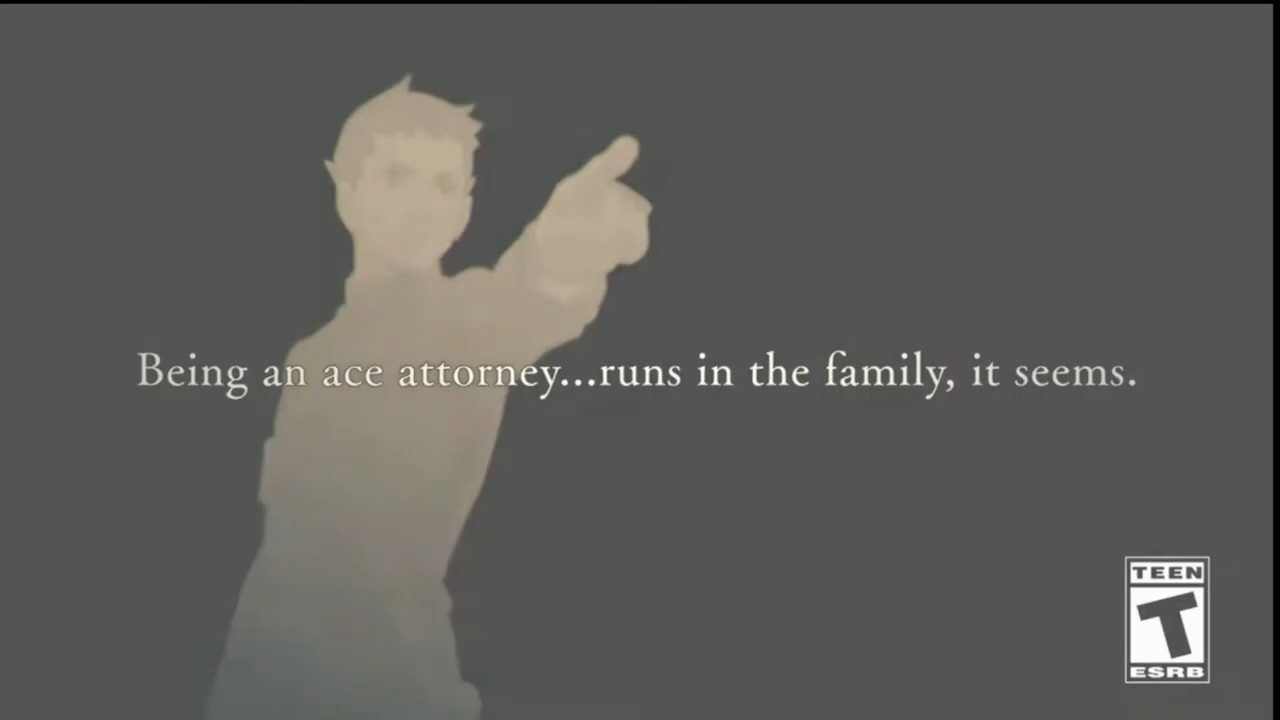 Being an ace attorney...runs in the family, it seems.
TEEN
T
ESRB